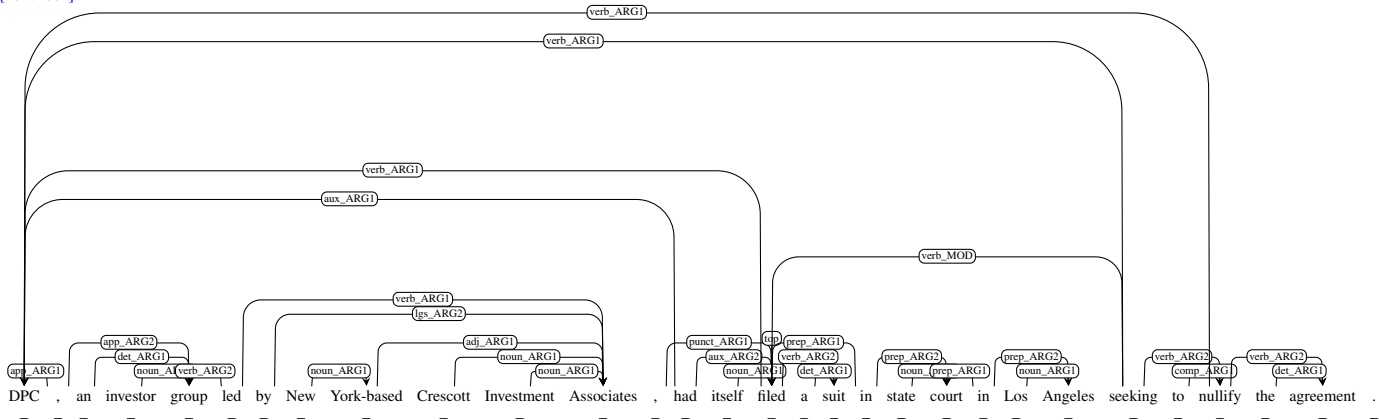 verb_ARG1
verb_ARG1
verb_ARG1
aux_ARG1
verb_MOD
verb_ARG1
lgs_ARG2
app_ARG2 adj_ARG1 punct_ARG1 top prep_ARG1
det_ARG1 noun_ARG1 aux_ARG2 verb_ARG2 prep_ARG2 prep_ARG2 verb_ARG2 verb_ARG2
app_ARG1 verb_ARG2 noun_ARG1 noun_ARG1 noun_ARG1 det_ARG1 prep_ARG1 noun_ARG1 comp_ARG1 det_ARG1
DPC , an investor group led by New York-based Crescott Investment Associates , had itself filed a suit in state court in Los Angeles seeking to nullify the agreement .